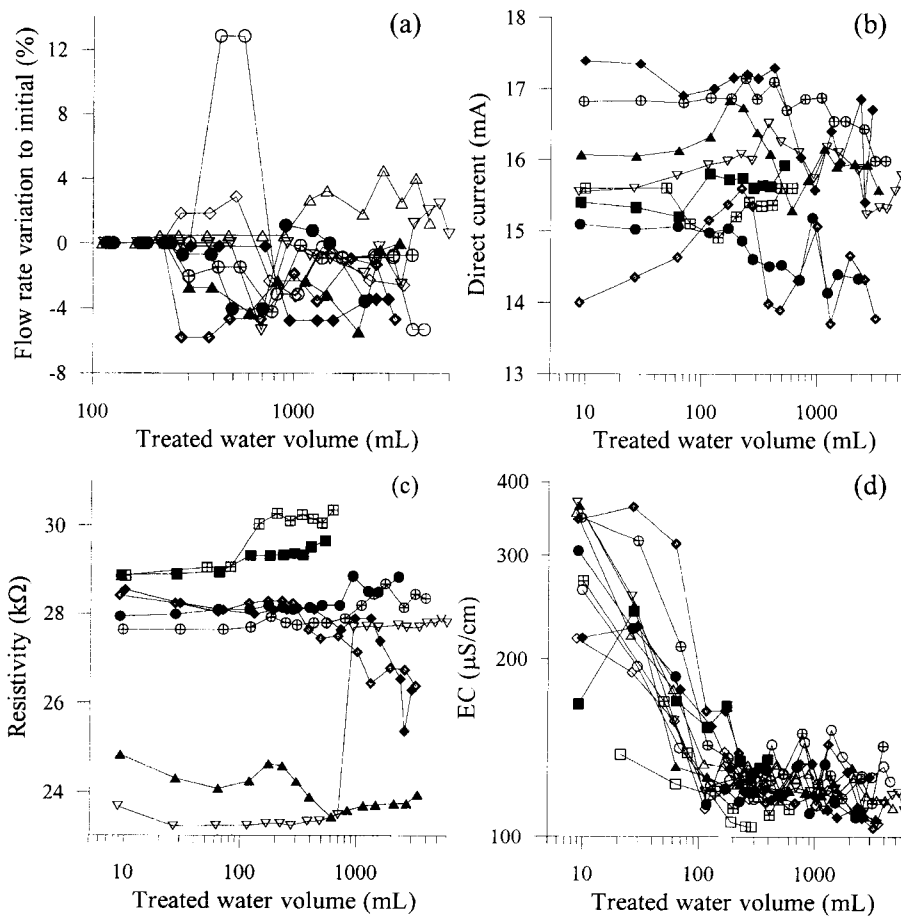 (a)
Flow rate variation to initial (%)
12
8
4
0
-4
-8
100
1000
Treated water volume (mL)
(b)
Direct current (mA)
18
17
16
15
14
13
10
100
1000
Treated water volume (mL)
(c)
Resistivity (kΩ)
30
28
26
24
23
10
100
1000
Treated water volume (mL)
(d)
EC (µS/cm)
400
300
200
100
10
100
1000
Treated water volume (mL)